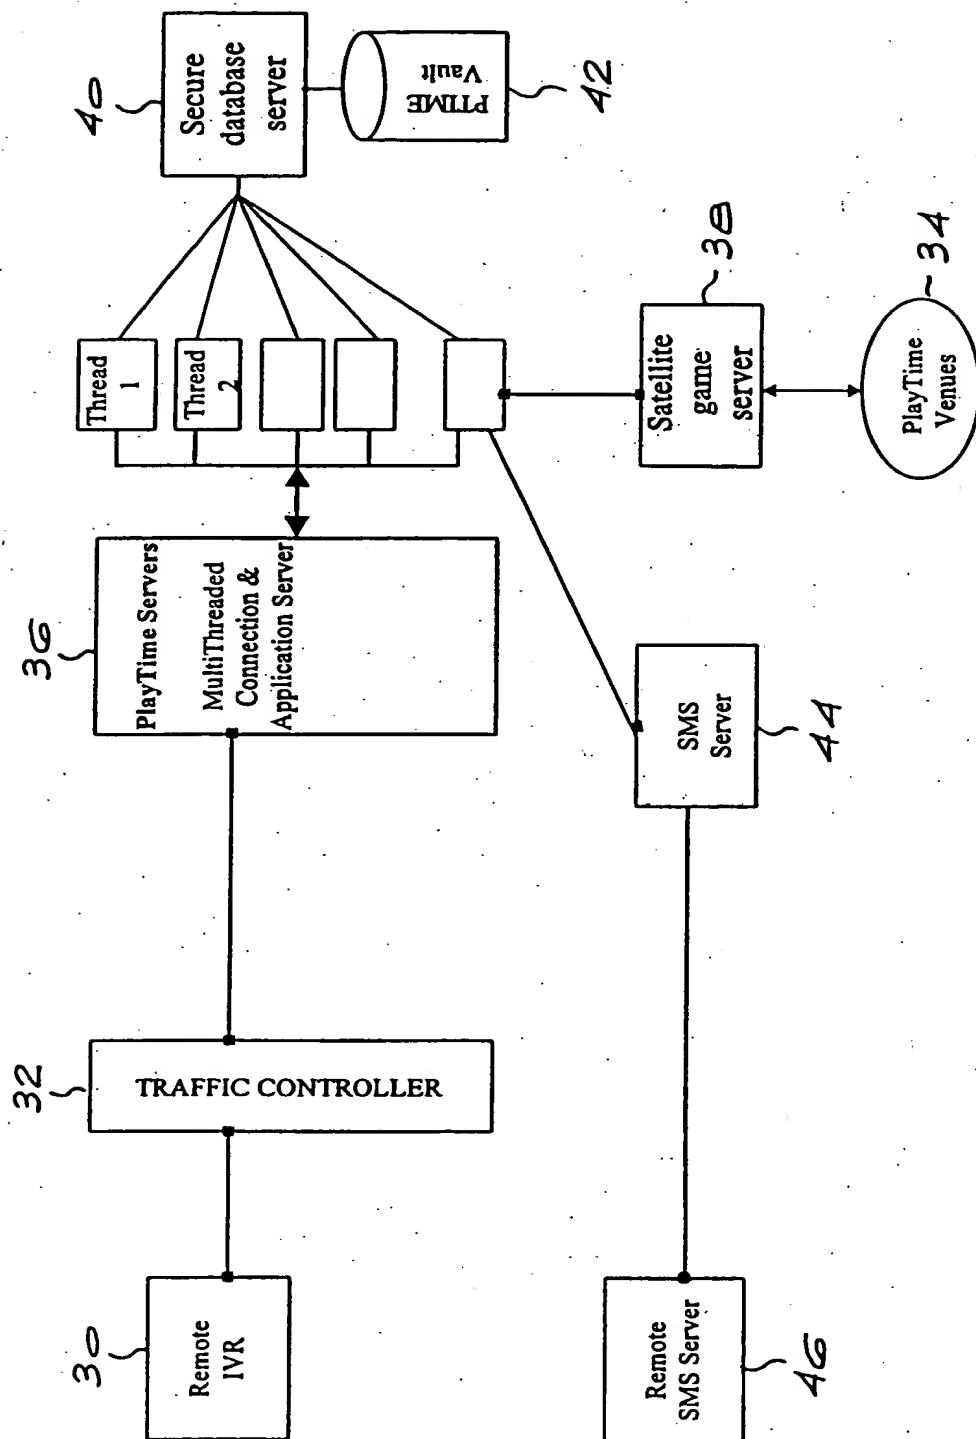 40
Secure
database
server
PTIME
Vault
42
Thread
1
Thread
2
Satellite
game
server
38
PlayTime
Venues
34
36
PlayTime Servers
MultiThreaded
Connection &
Application Server
SMS
Server
44
32
TRAFFIC CONTROLLER
30
Remote
IVR
Remote
SMS Server
46